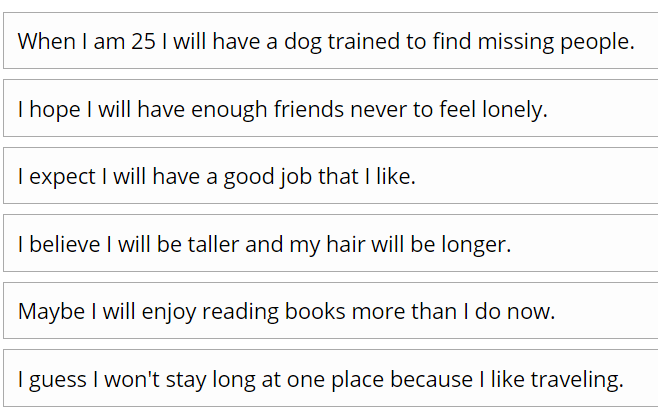 When I am 25 I will have a dog trained to find missing people.
I hope I will have enough friends never to feel lonely.
I expect I will have a good job that I like.
I believe I will be taller and my hair will be longer.
Maybe I will enjoy reading books more than I do now.
I guess I won't stay long at one place because I like traveling.